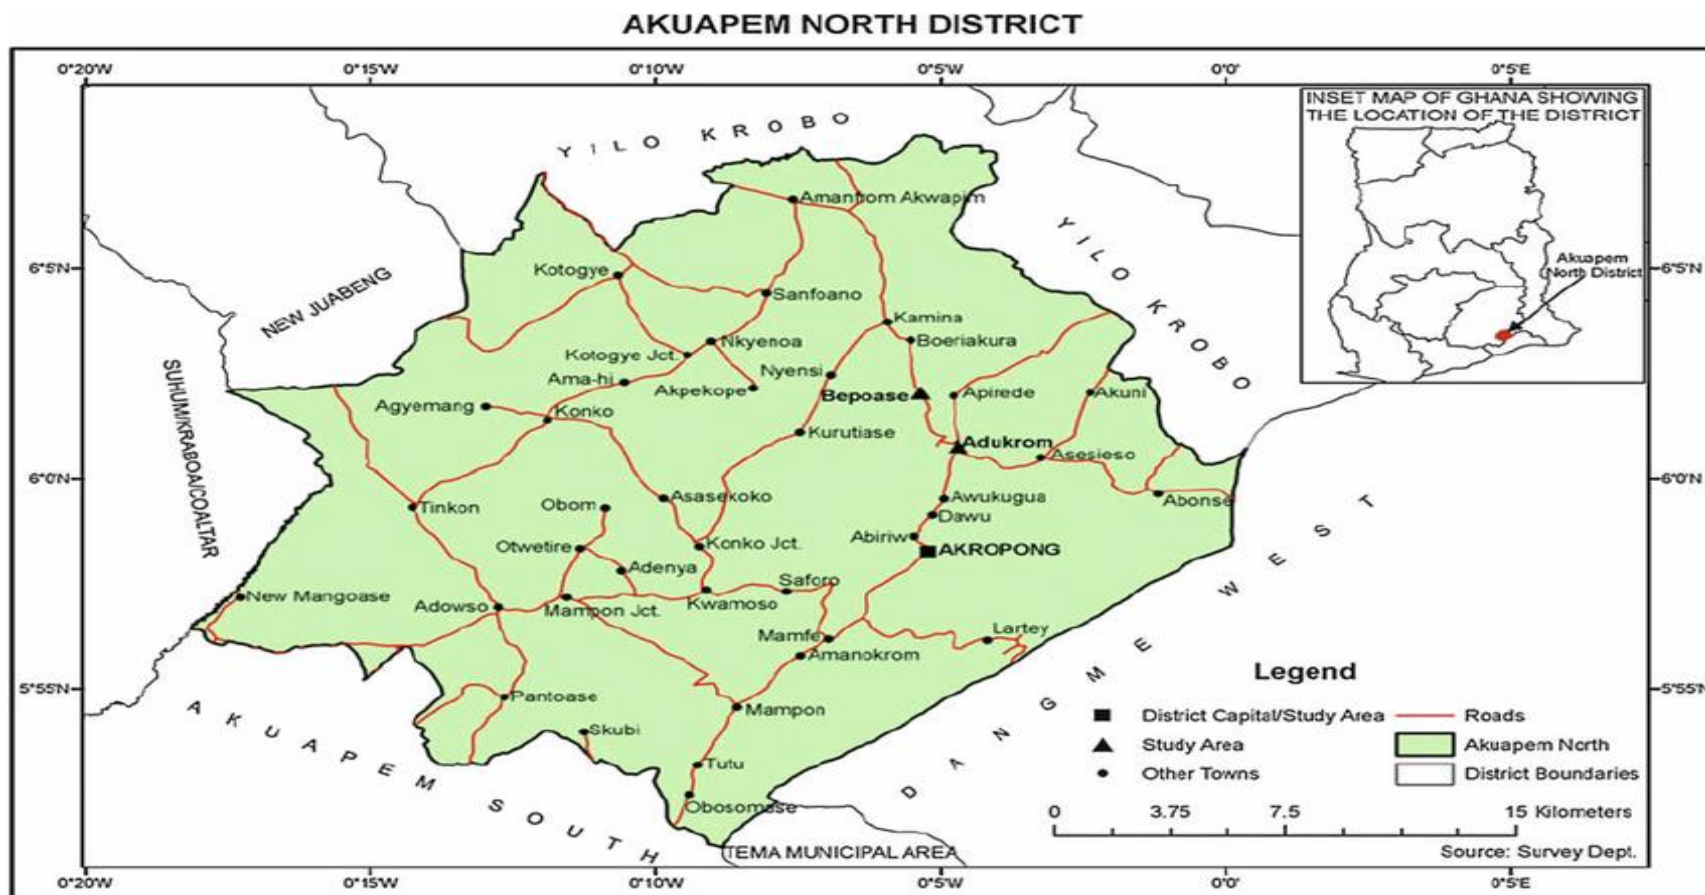 AKUAPEM NORTH DISTRICT
0°20'W 0°15'W 0°10'W 0°5'W 0°0' 0°5'E
INSET MAP OF GHANA SHOWING
THE LOCATION OF THE DISTRICT
Akuapem
North District
YILO KROBO
YILO KROBO
NEW JUABENG
SUHUM/KRABOA/COALTAR
6°5'N
6°5'N
Amantrom Akwapim
Kotogye
Sanfoano
Kamina
Nkyenoa
Boeriakura
Kotogye Jct.
Nyensi
Ama-hi
Akpekope
Bepoase
Apirede
Akuni
Agyemang
Konko
Kurutiase
Adukrom
Asesieso
6°0'N
6°0'N
Tinkon
Obom
Asasekoko
Awukugua
Abonse
Dawu
Otwetire
Konko Jct.
Abiriw
AKROPONG
Adenya
Saforo
New Mangoase
Adowso
Mampon Jct.
Kwamoso
Mamfe
Lartey
Amanokrom
5°55'N
5°55'N
Pantoase
Mampon
Skubi
Tutu
Obosomase
AKUAPEM SOUTH
DANGME WEST
TEMA MUNICIPAL AREA
Legend
District Capital/Study Area
Roads
Study Area
Akuapem North
Other Towns
District Boundaries
0 3.75 7.5 15 Kilometers
Source: Survey Dept.
0°20'W 0°15'W 0°10'W 0°5'W 0°0' 0°5'E